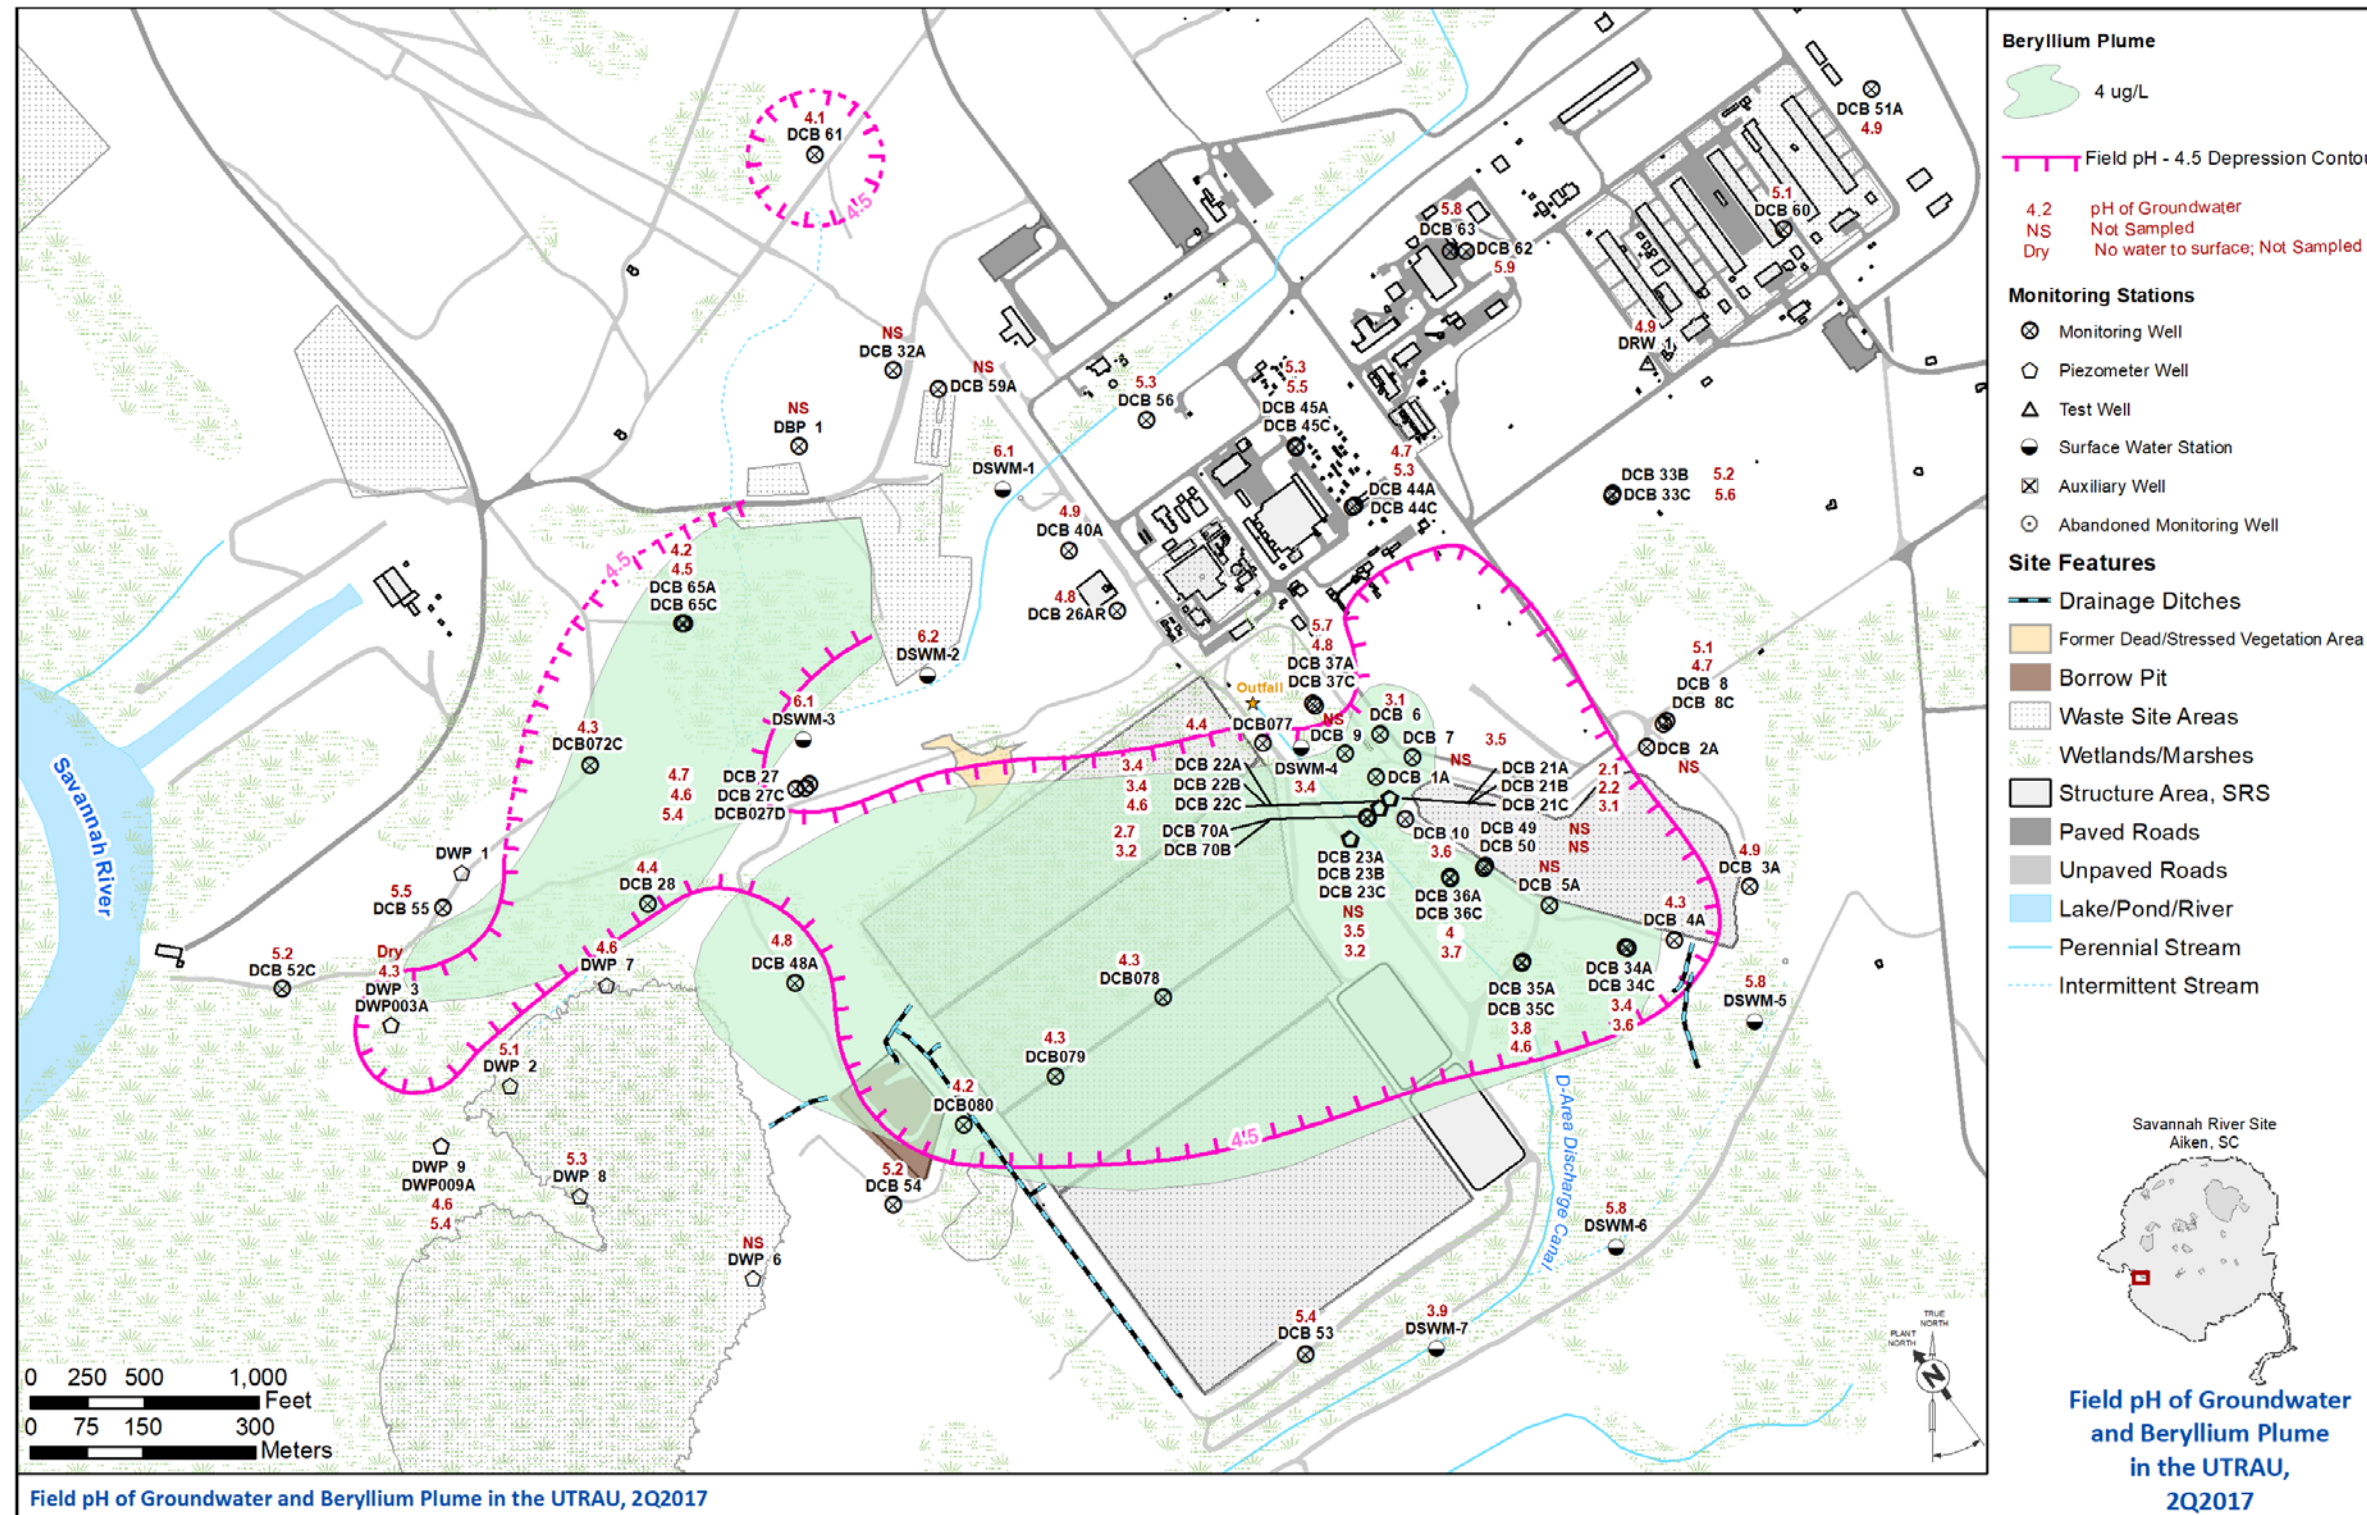 4.1
DCB 61
4.5
NS
DCB 32A
NS
DCB 59A
NS
DBP 1
5.3
DCB 56
6.1
DSWM-1
5.3
5.5
DCB 45A
DCB 45C
5.8
DCB 63
DCB 62
5.9
DCB 51A
4.9
5.1
DCB 60
4.9
DRW 1
4.7
5.3
DCB 44A
DCB 44C
DCB 33B 5.2
DCB 33C 5.6
4.9
DCB 40A
4.8
DCB 26AR
4.5
4.2
4.5
DCB 65A
DCB 65C
6.2
DSWM-2
6.1
DSWM-3
4.3
DCB072C
5.7
4.8
DCB 37A
DCB 37C
Outfall
5.1
4.7
DCB 8
DCB 8C
DCB 2A
NS
3.1
DCB 6
NS
DCB 9
DCB 7
NS
3.5
4.4
DCB077
DSWM-4
3.4
DCB 1A
3.4
3.4
4.6
DCB 22A
DCB 22B
DCB 22C
DCB 21A
DCB 21B
DCB 21C
2.1
2.2
3.1
4.7
4.6
5.4
DCB 27
DCB 27C
DCB027D
2.7
3.2
DCB 70A
DCB 70B
DCB 10
3.6
DCB 49
DCB 50
NS
NS
DCB 23A
DCB 23B
DCB 23C
NS
3.5
3.2
DCB 36A
DCB 36C
4
3.7
NS
DCB 5A
4.9
DCB 3A
4.3
DCB 4A
DWP 1
5.5
DCB 55
4.4
DCB 28
5.2
DCB 52C
Dry
4.3
DWP 3
DWP003A
4.6
DWP 7
4.8
DCB 48A
4.3
DCB078
DCB 35A
DCB 35C
3.8
4.6
DCB 34A
DCB 34C
3.4
3.6
5.8
DSWM-5
5.1
DWP 2
4.3
DCB079
4.2
DCB080
4.5
DWP 9
DWP009A
4.6
5.4
5.3
DWP 8
5.2
DCB 54
NS
DWP 6
5.8
DSWM-6
5.4
DCB 53
3.9
DSWM-7
Savannah River
D-Area Discharge Canal
0 250 500 1,000
Feet
0 75 150 300
Meters
TRUE
NORTH
PLANT
NORTH
N
Field pH of Groundwater and Beryllium Plume in the UTRAU, 2Q2017
Beryllium Plume
4 ug/L
Field pH - 4.5 Depression Contou
4.2 pH of Groundwater
NS Not Sampled
Dry No water to surface; Not Sampled
Monitoring Stations
Monitoring Well
Piezometer Well
Test Well
Surface Water Station
Auxiliary Well
Abandoned Monitoring Well
Site Features
Drainage Ditches
Former Dead/Stressed Vegetation Area
Borrow Pit
Waste Site Areas
Wetlands/Marshes
Structure Area, SRS
Paved Roads
Unpaved Roads
Lake/Pond/River
Perennial Stream
Intermittent Stream
Savannah River Site
Aiken, SC
Field pH of Groundwater
and Beryllium Plume
in the UTRAU,
2Q2017